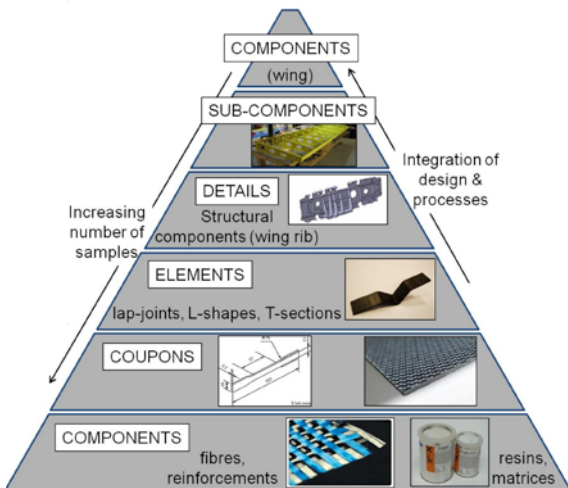 COMPONENTS
(wing)
SUB-COMPONENTS
Integration of
design &
processes
DETAILS
Structural
components (wing rib)
Increasing
number of
samples
ELEMENTS
lap-joints, L-shapes, T-sections
COUPONS
COMPONENTS
fibres,
reinforcements
resins,
matrices